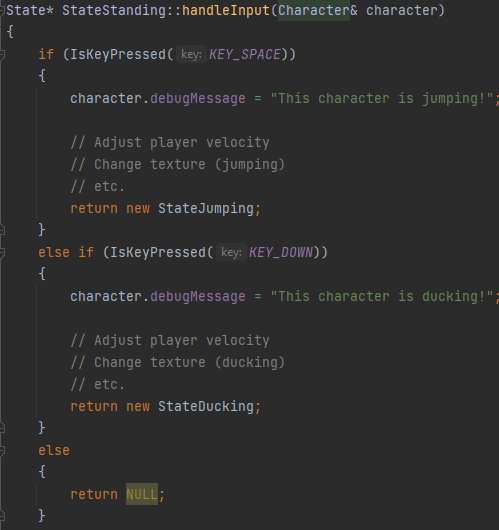 State* StateStanding::handleInput(Character& character)
{
if (IsKeyPressed( key: KEY_SPACE))
{
character.debugMessage = "This character is jumping!";
// Adjust player velocity
// Change texture (jumping)
// etc.
return new StateJumping;
}
else if (IsKeyPressed( key: KEY_DOWN))
{
character.debugMessage = "This character is ducking!";
// Adjust player velocity
// Change texture (ducking)
// etc.
return new StateDucking;
}
else
{
return NULL;
}